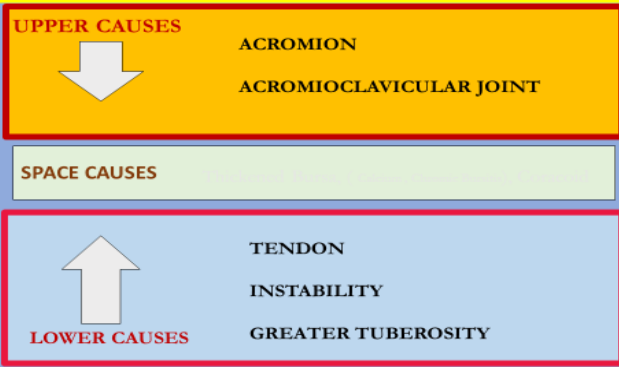 UPPER CAUSES
ACROMION
ACROMIOCLAVICULAR JOINT
SPACE CAUSES
TENDON
INSTABILITY
GREATER TUBEROSITY
LOWER CAUSES